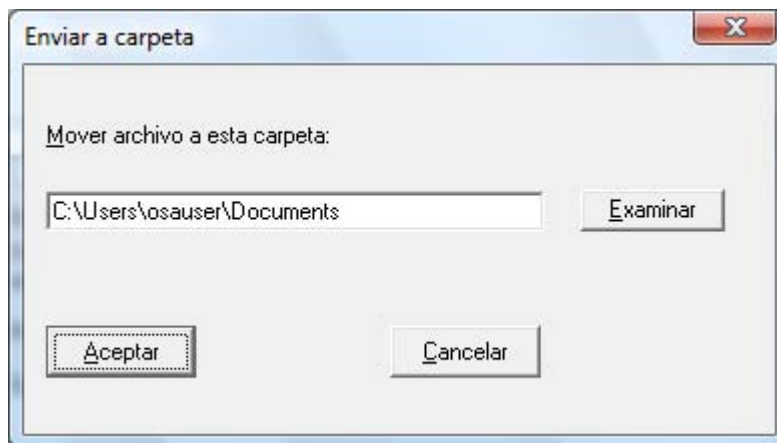 Enviar a carpeta
Mover archivo a esta carpeta:
C:\Users\osauser\Documents
Examinar
Aceptar
Cancelar